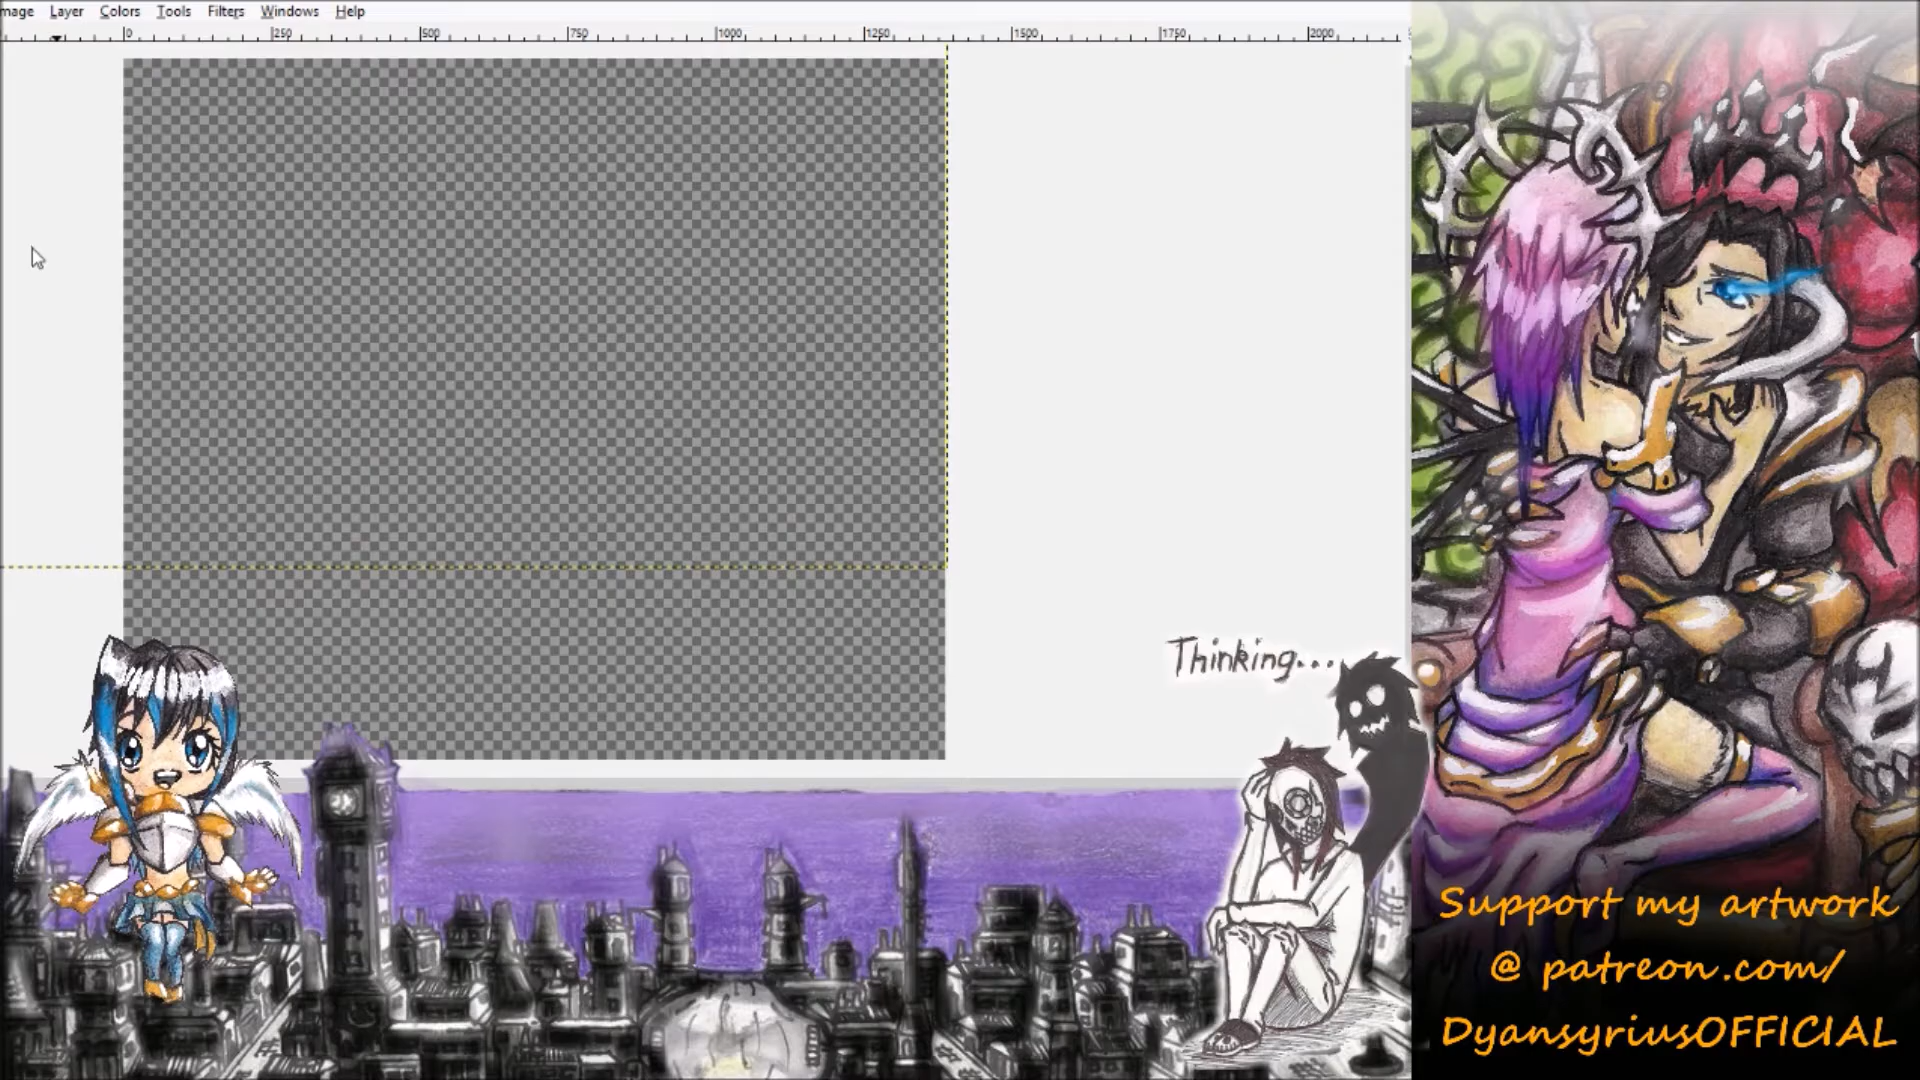 mage Layer Colors Tools Filters Windows Help
0 250 500 750 1000 1250 1500 1750 2000
Thinking...
Support my artwork
@ patreon.com/
DyansyriusOFFICIAL